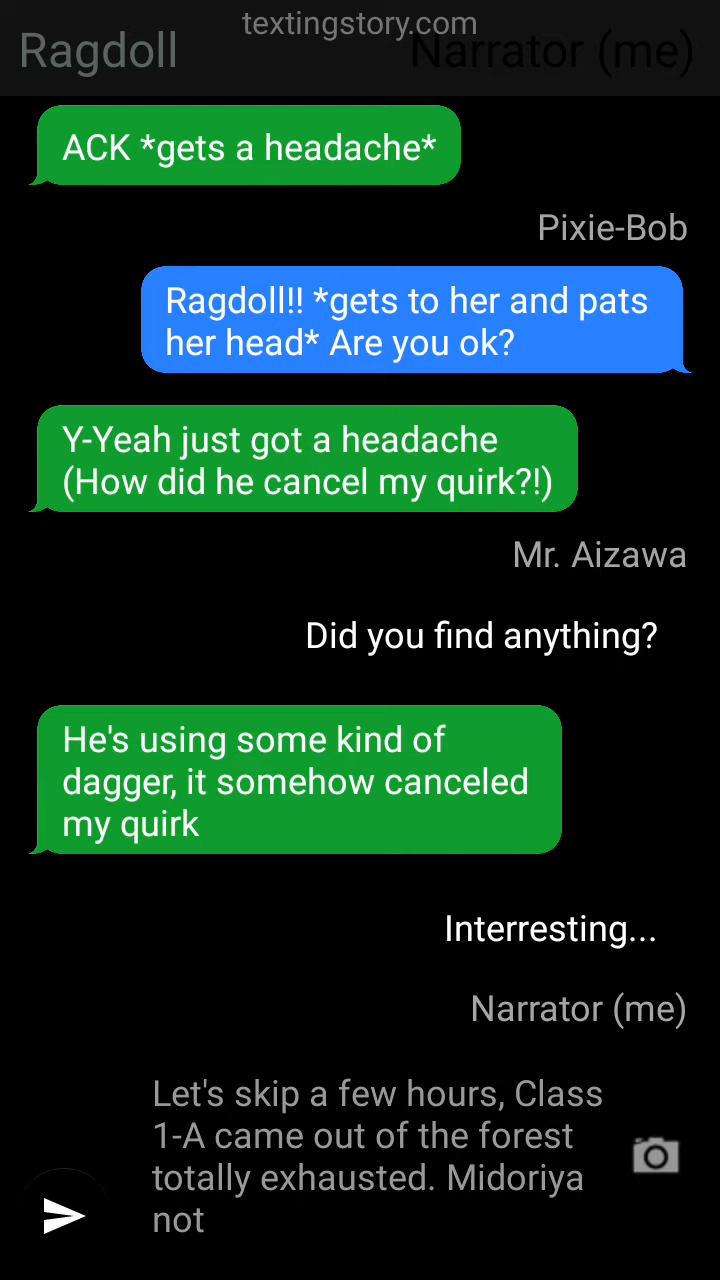 textingstory.com
Ragdoll
Narrator (me)
ACK *gets a headache*
Pixie-Bob
Ragdoll!! *gets to her and pats
her head* Are you ok?
Y-Yeah just got a headache
(How did he cancel my quirk?!)
Mr. Aizawa
Did you find anything?
He's using some kind of
dagger, it somehow canceled
my quirk
Interresting...
Narrator (me)
Let's skip a few hours, Class
1-A came out of the forest
totally exhausted. Midoriya
not